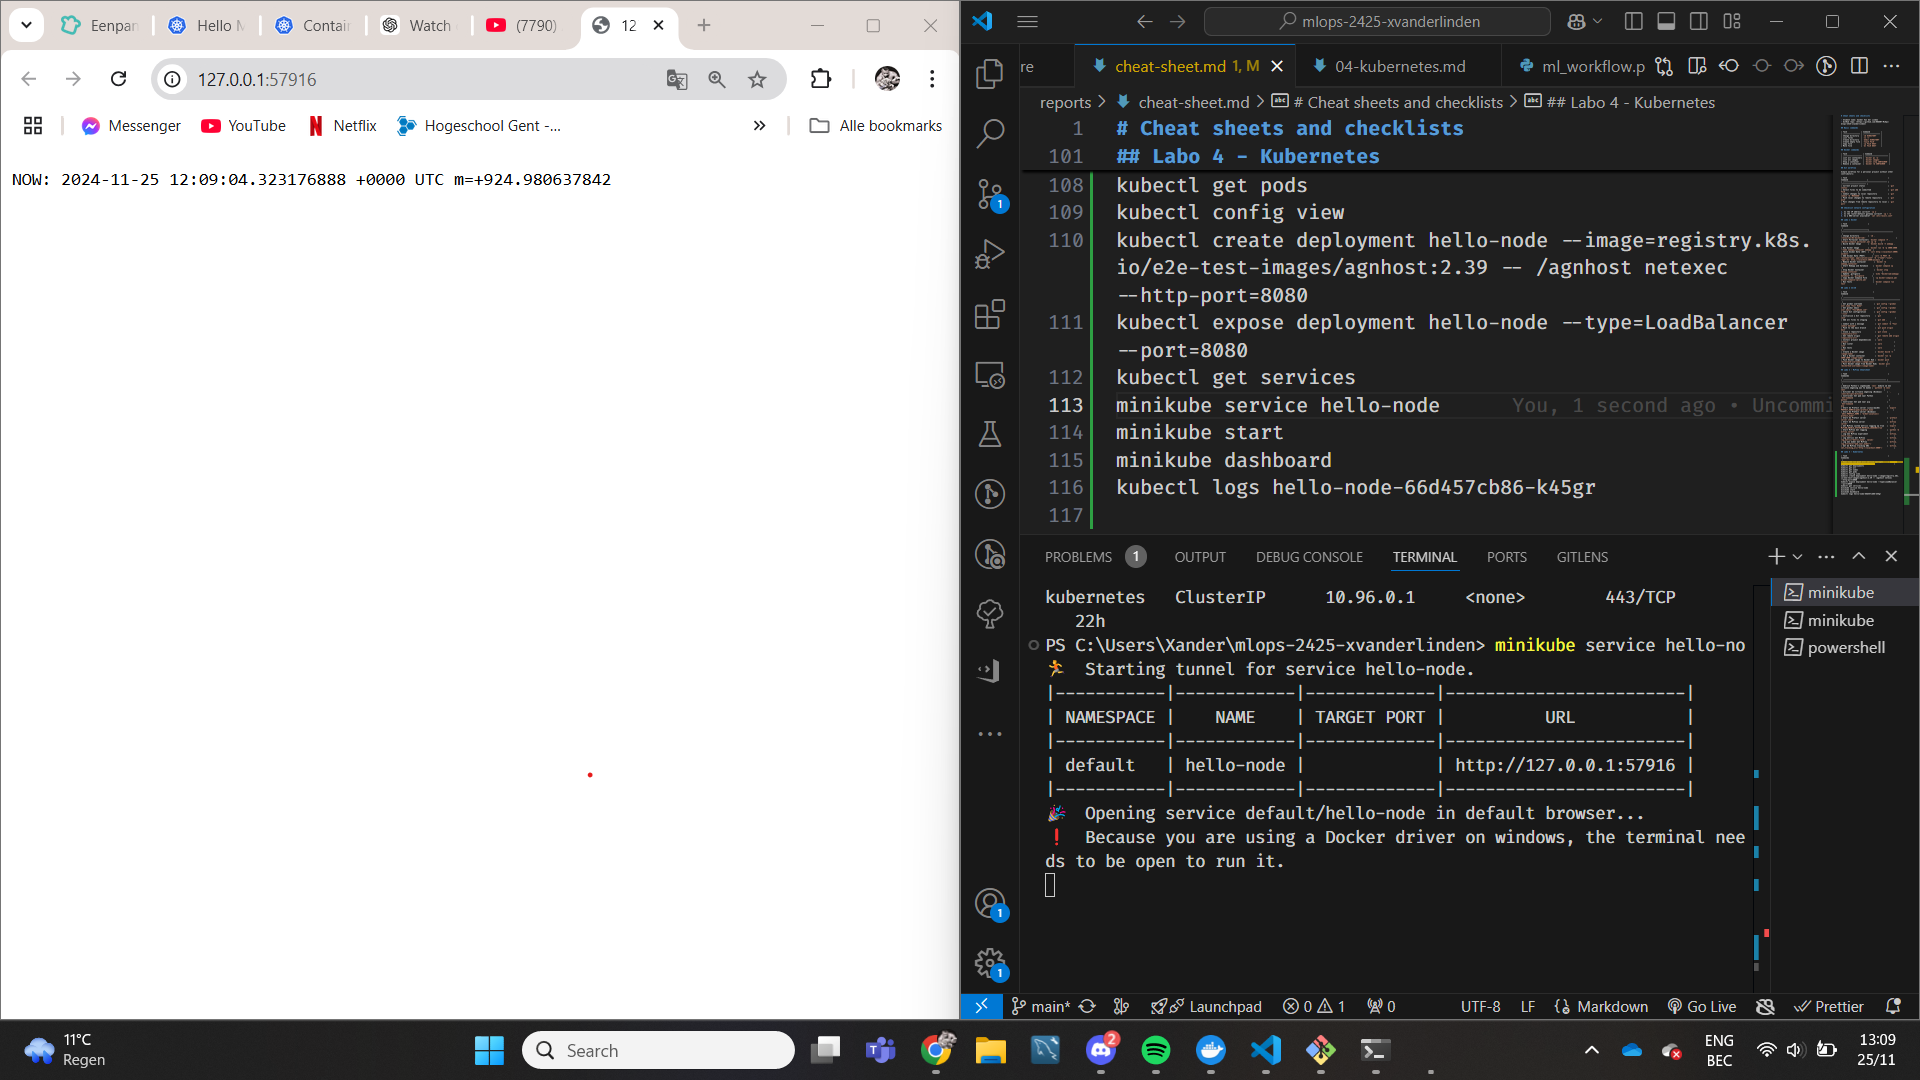 Eenpan
Hello M
Contain
Watch
(7790)
12
127.0.0.1:57916
Messenger
YouTube
Netflix
Hogeschool Gent -...
Alle bookmarks
NOW: 2024-11-25 12:09:04.323176888 +0000 UTC m=+924.980637842
mlops-2425-xvanderlinden
re
cheat-sheet.md 1, M
04-kubernetes.md
ml_workflow.p
reports > cheat-sheet.md > # Cheat sheets and checklists > ## Labo 4 - Kubernetes
1 # Cheat sheets and checklists
101 ## Labo 4 - Kubernetes
108 kubectl get pods
109 kubectl config view
110 kubectl create deployment hello-node --image=registry.k8s.
io/e2e-test-images/agnhost:2.39 -- /agnhost netexec
--http-port=8080
111 kubectl expose deployment hello-node --type=LoadBalancer
--port=8080
112 kubectl get services
113 minikube service hello-node You, 1 second ago • Uncommi
114 minikube start
115 minikube dashboard
116 kubectl logs hello-node-66d457cb86-k45gr
117
PROBLEMS 1 OUTPUT DEBUG CONSOLE TERMINAL PORTS GITLENS
kubernetes ClusterIP 10.96.0.1 <none> 443/TCP
22h
PS C:\Users\Xander\mlops-2425-xvanderlinden> minikube service hello-no
Starting tunnel for service hello-node.
|-----------|------------|-------------|------------------------|
| NAMESPACE | NAME | TARGET PORT | URL |
|-----------|------------|-------------|------------------------|
| default | hello-node | | http://127.0.0.1:57916 |
|-----------|------------|-------------|------------------------|
Opening service default/hello-node in default browser...
Because you are using a Docker driver on windows, the terminal nee
ds to be open to run it.
minikube
minikube
powershell
1
1
1
main* Launchpad 0 1 0 UTF-8 LF Markdown Go Live Prettier
11°C
Regen
Search
2
ENG
BEC
13:09
25/11